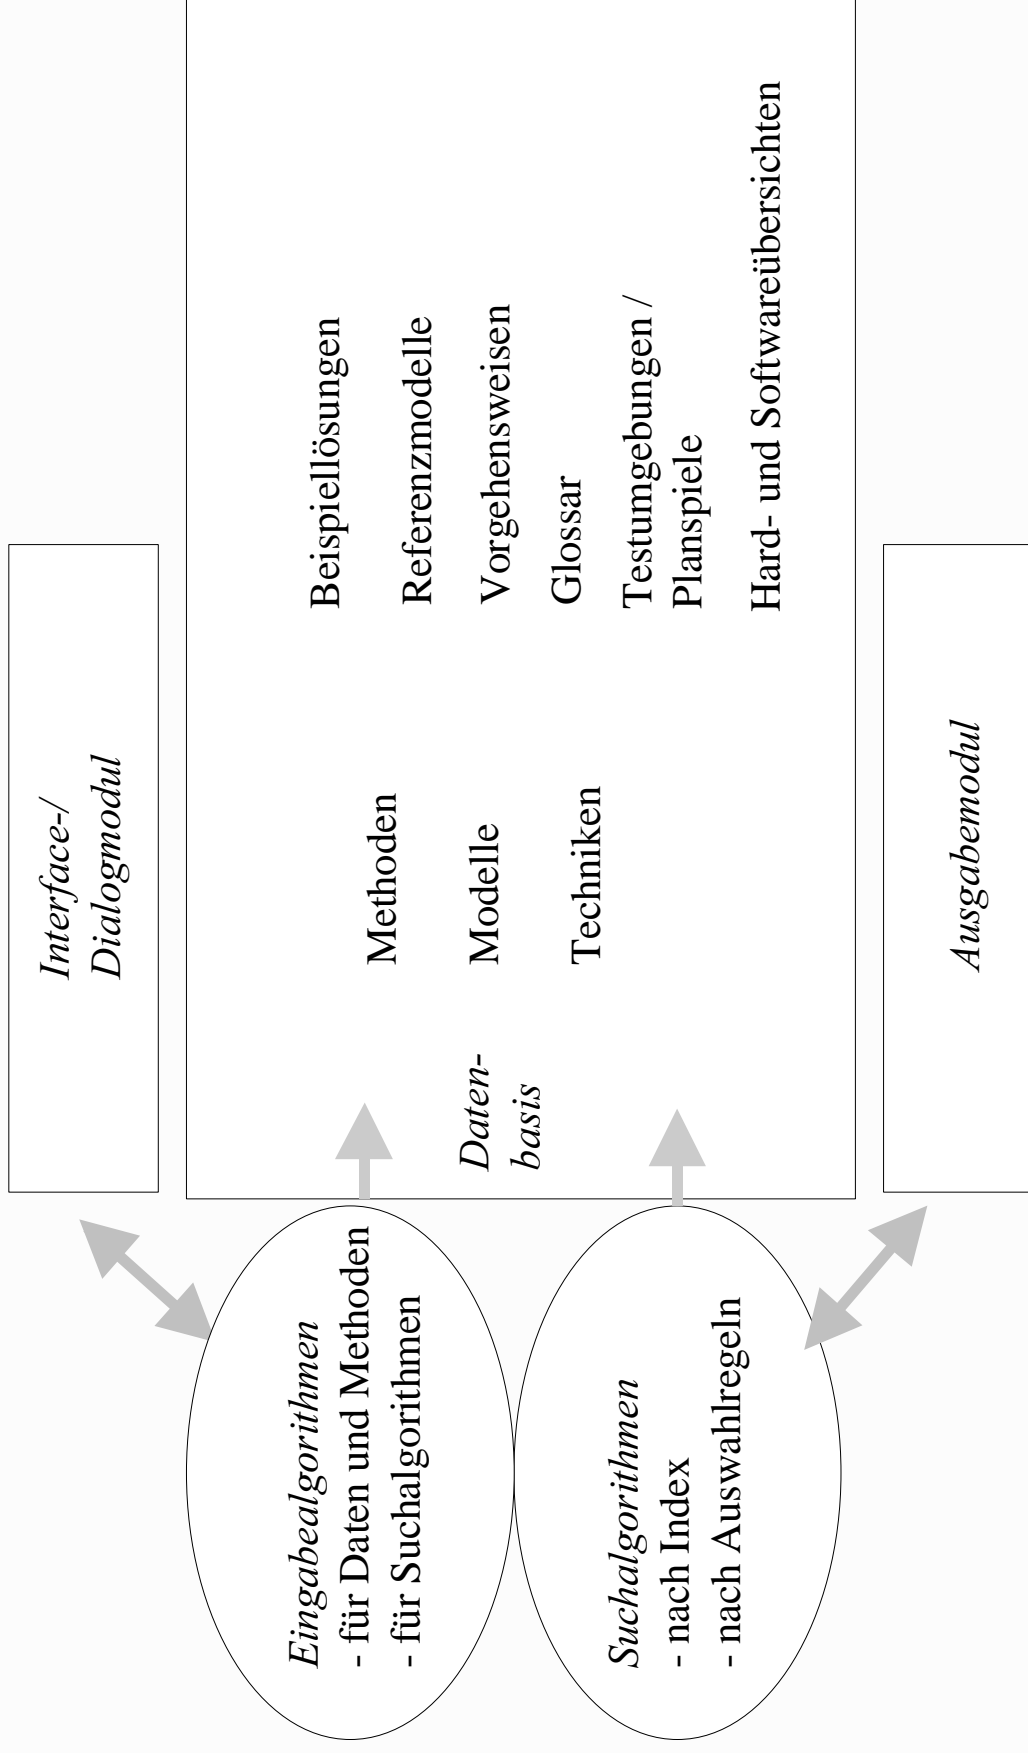 Interface-/
Dialogmodul
Eingabealgorithmen
- für Daten und Methoden
- für Suchalgorithmen
Suchalgorithmen
- nach Index
- nach Auswahlregeln
Daten-
basis
Methoden
Modelle
Techniken
Beispiellösungen
Referenzmodelle
Vorgehensweisen
Glossar
Testumgebungen /
Planspiele
Hard- und Softwareübersichten
Ausgabemodul